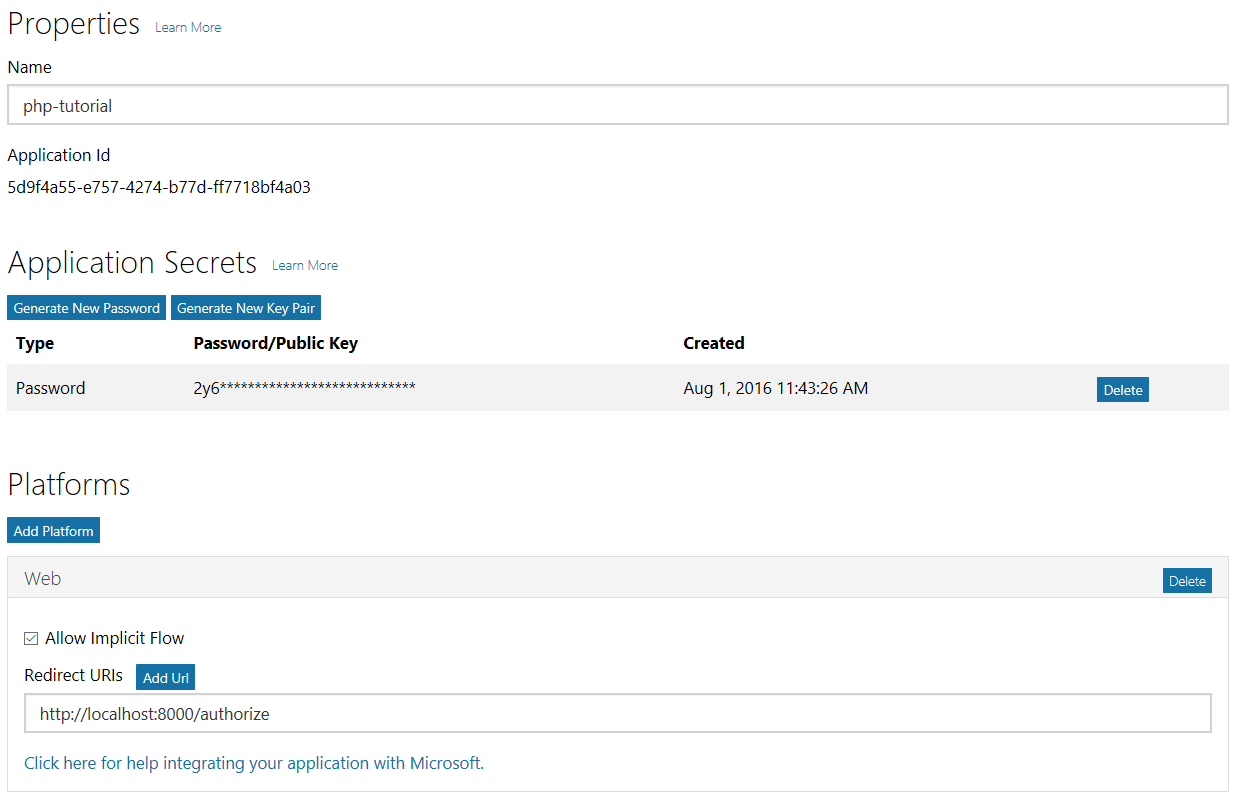 Properties Learn More
Name
php-tutorial
Application Id
5d9f4a55-e757-4274-b77d-ff7718bf4a03
Application Secrets Learn More
Generate New Password Generate New Key Pair
Type Password/Public Key Created
Password 2y6**************************** Aug 1, 2016 11:43:26 AM Delete
Platforms
Add Platform
Web Delete
Allow Implicit Flow
Redirect URIs Add Url
http://localhost:8000/authorize
Click here for help integrating your application with Microsoft.